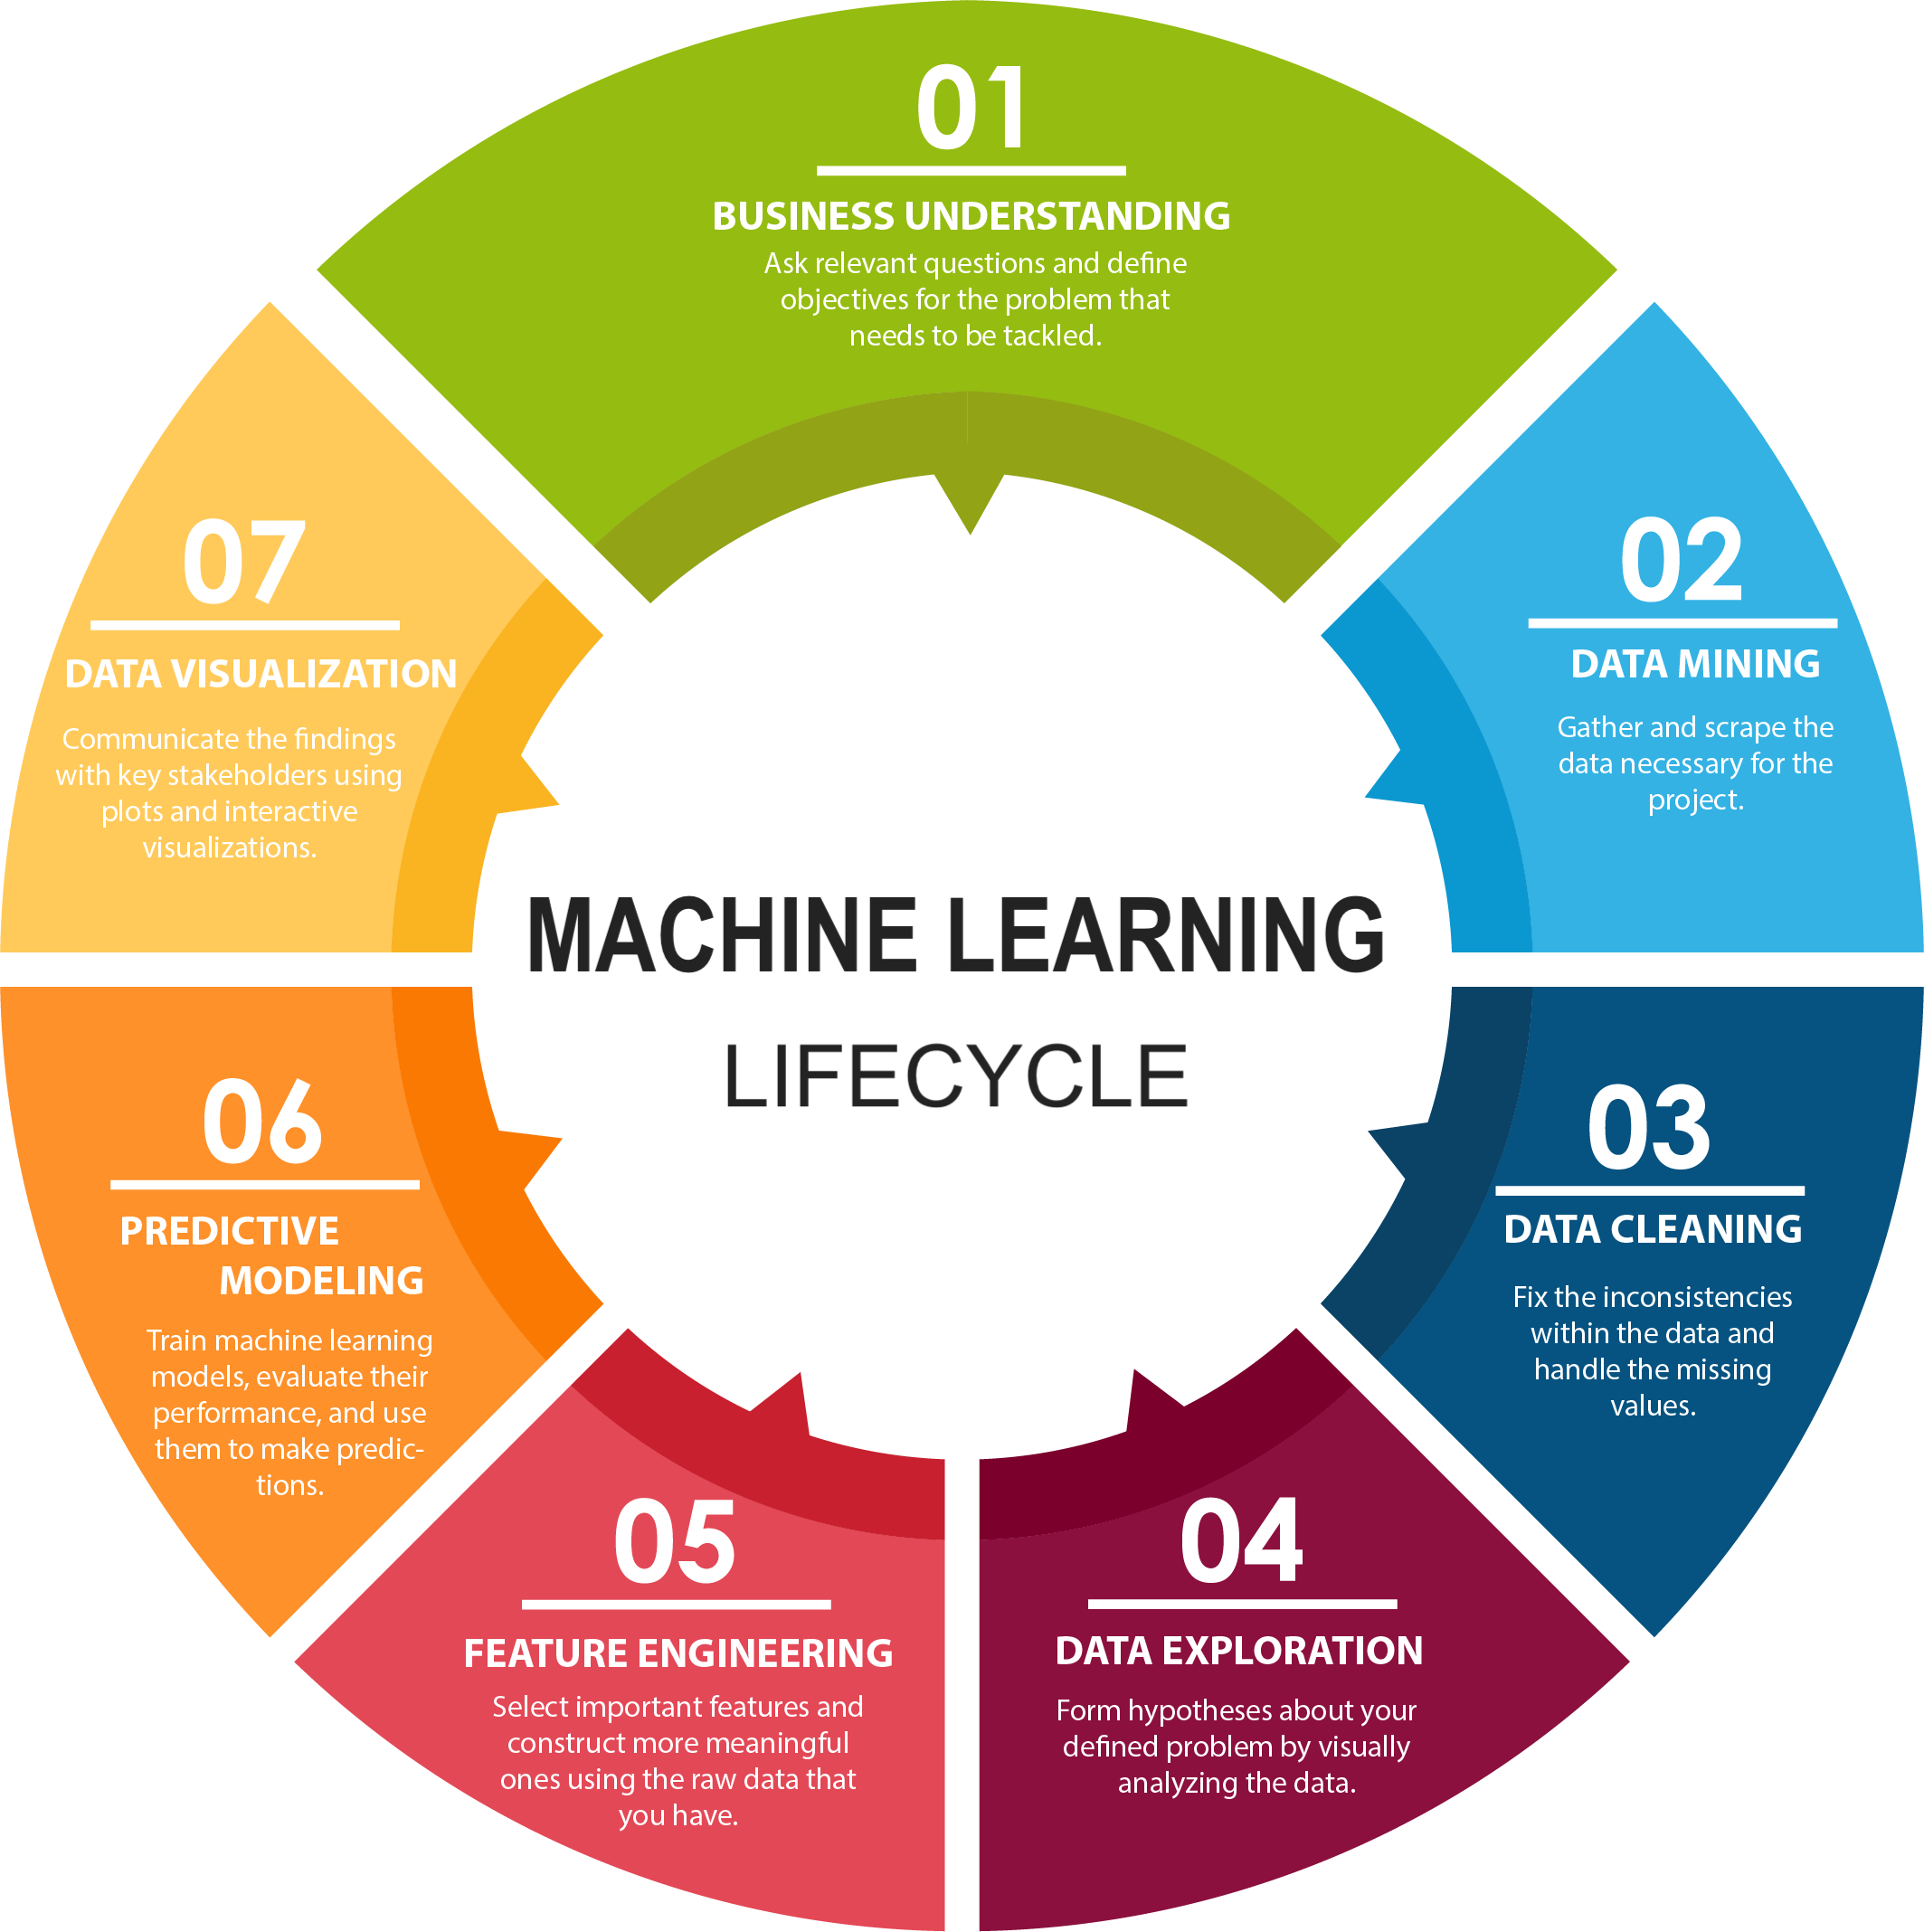 01
BUSINESS UNDERSTANDING
Ask relevant questions and define
objectives for the problem that
needs to be tackled.
02
DATA MINING
Gather and scrape the
data necessary for the
project.
03
DATA CLEANING
Fix the inconsistencies
within the data and
handle the missing
values.
04
DATA EXPLORATION
Form hypotheses about your
defined problem by visually
analyzing the data.
05
FEATURE ENGINEERING
Select important features and
construct more meaningful
ones using the raw data that
you have.
06
PREDICTIVE
MODELING
Train machine learning
models, evaluate their
performance, and use
them to make predic-
tions.
07
DATA VISUALIZATION
Communicate the findings
with key stakeholders using
plots and interactive
visualizations.
MACHINE LEARNING
LIFECYCLE